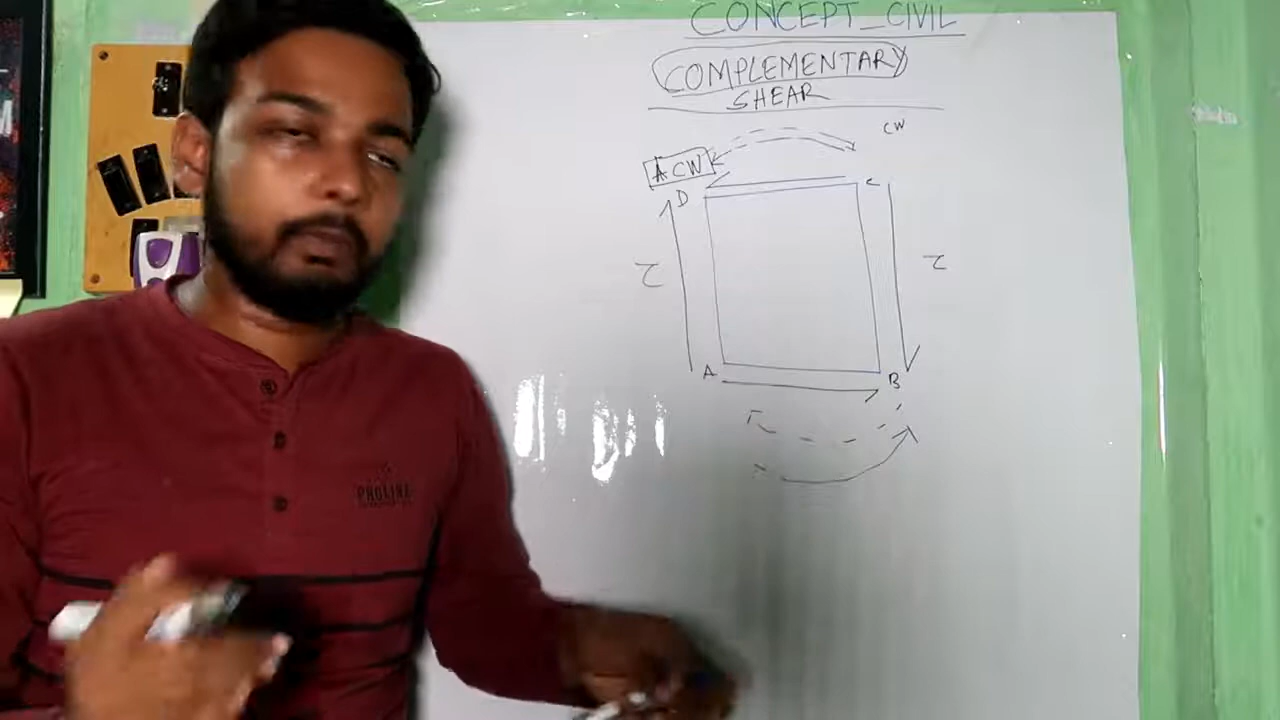 CONCEPT_CIVIL
COMPLEMENTARY
SHEAR
CW
ACW
D
C
τ
τ
A
B
PROLINE